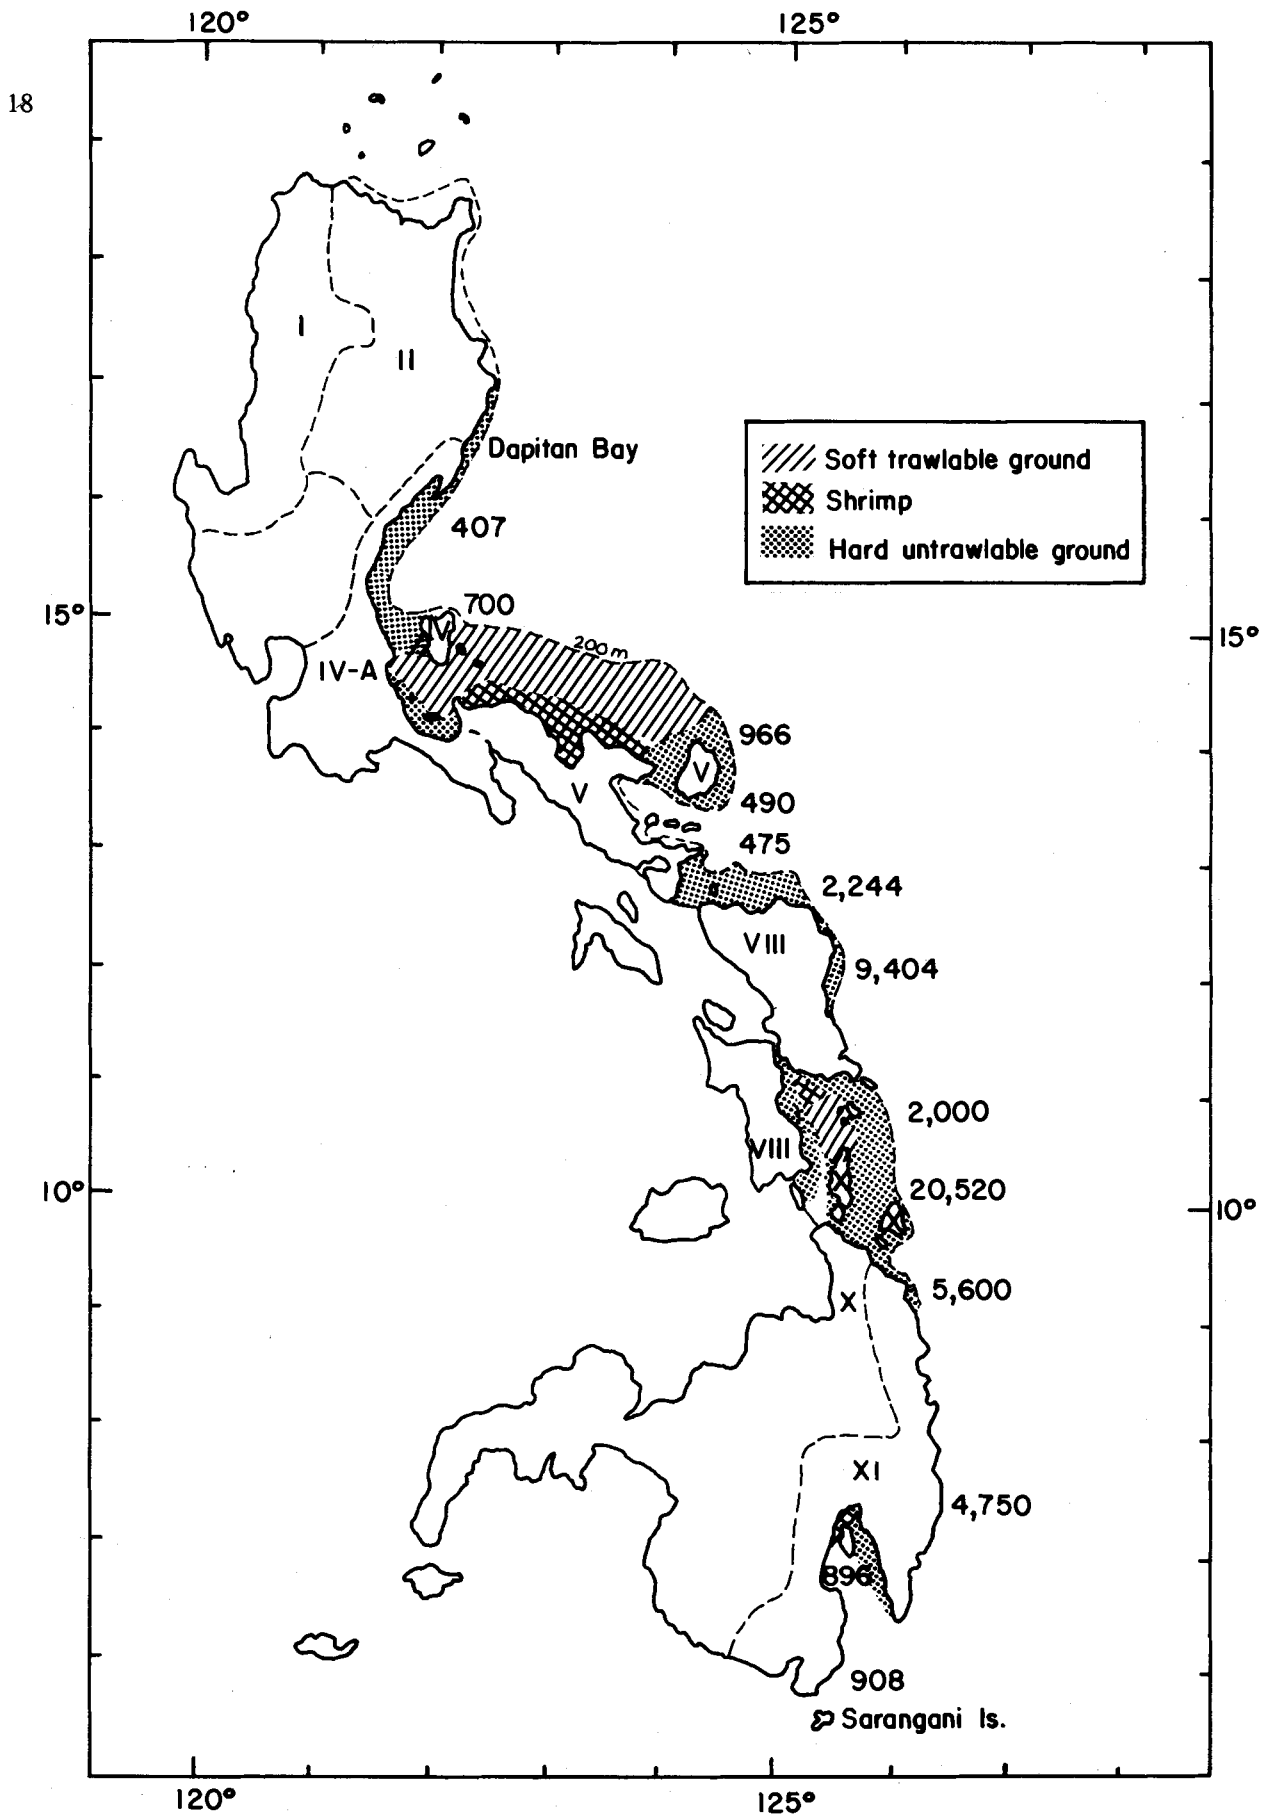 120°
125°
18
I
II
Dapitan Bay
Soft trawlable ground
Shrimp
Hard untrawlable ground
407
700
15°
15°
IV
200 m
IV-A
966
V
V
490
475
2,244
VIII
9,404
2,000
VIII
X
20,520
10°
X
10°
5,600
X
XI
4,750
896
908
Sarangani Is.
120°
125°